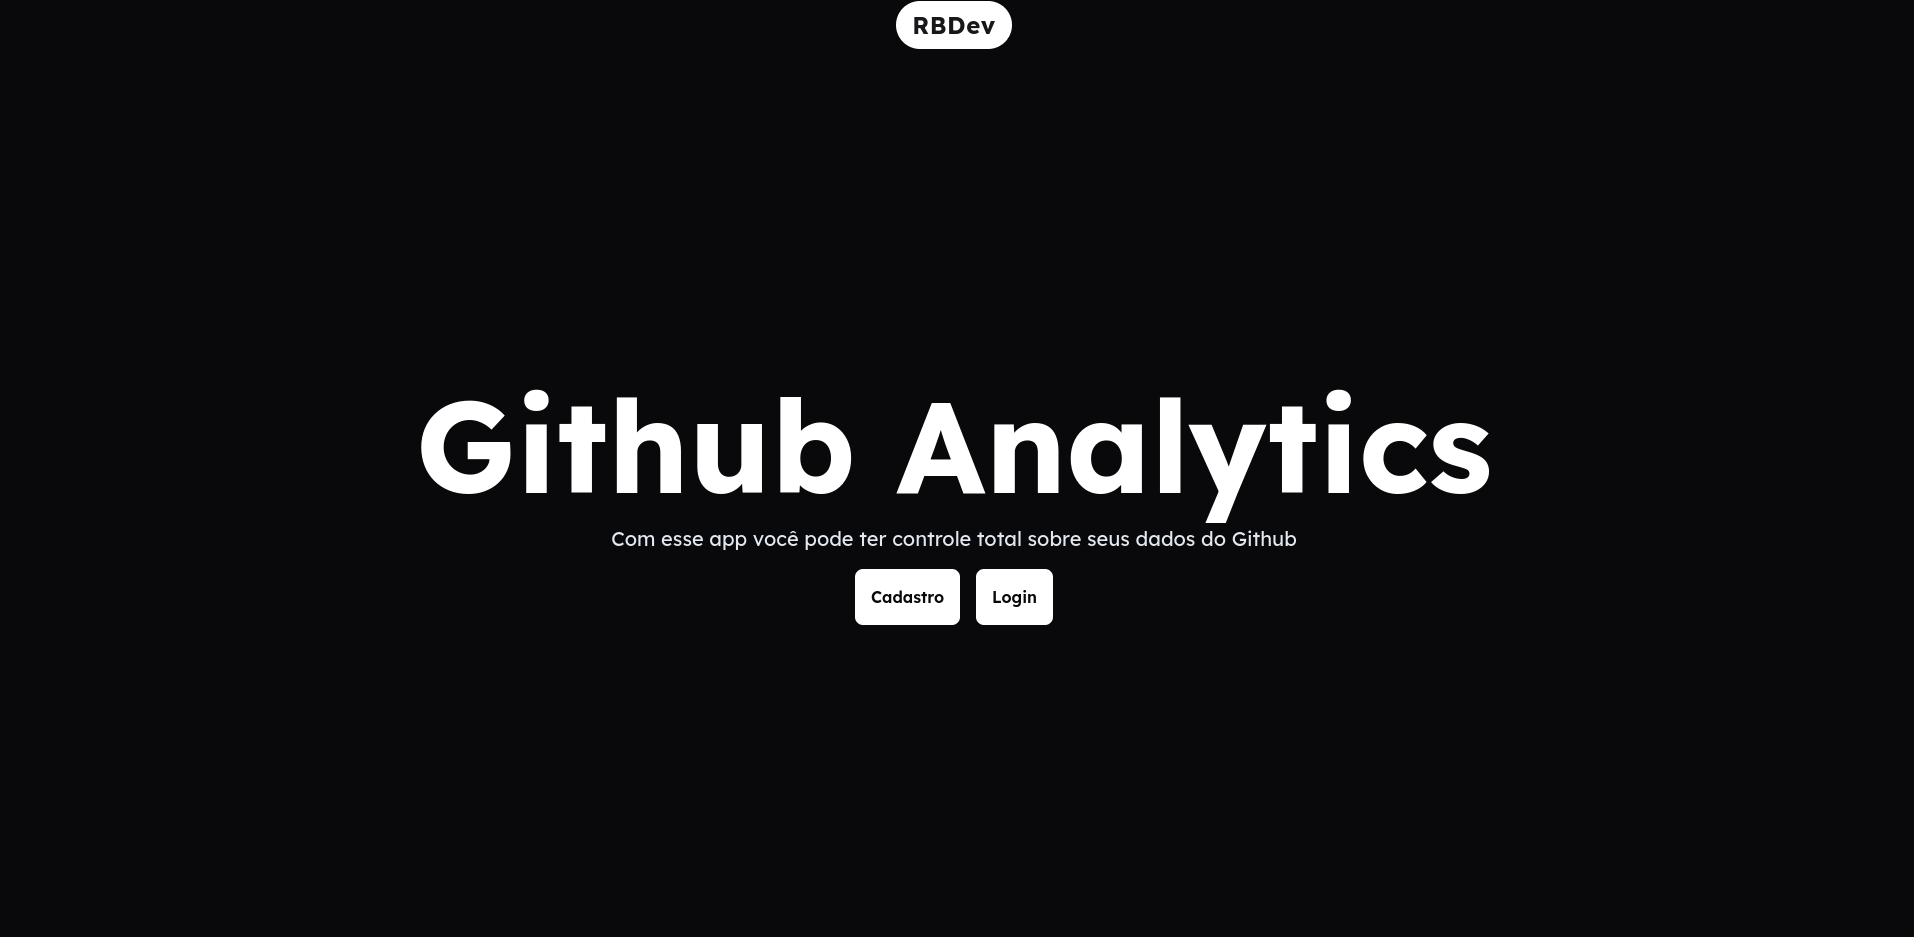 RBDev
Github Analytics
Com esse app você pode ter controle total sobre seus dados do Github
Cadastro Login